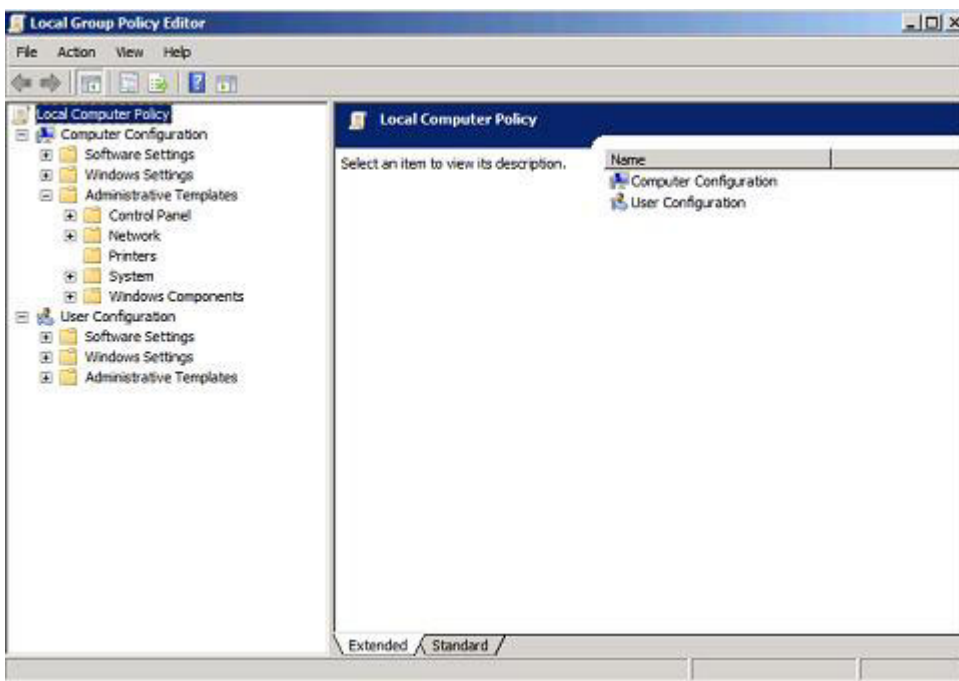 Local Group Policy Editor
File Action View Help
Local Computer Policy
Computer Configuration
Software Settings
Windows Settings
Administrative Templates
Control Panel
Network
Printers
System
Windows Components
User Configuration
Software Settings
Windows Settings
Administrative Templates
Local Computer Policy
Select an item to view its description.
Name
Computer Configuration
User Configuration
Extended Standard